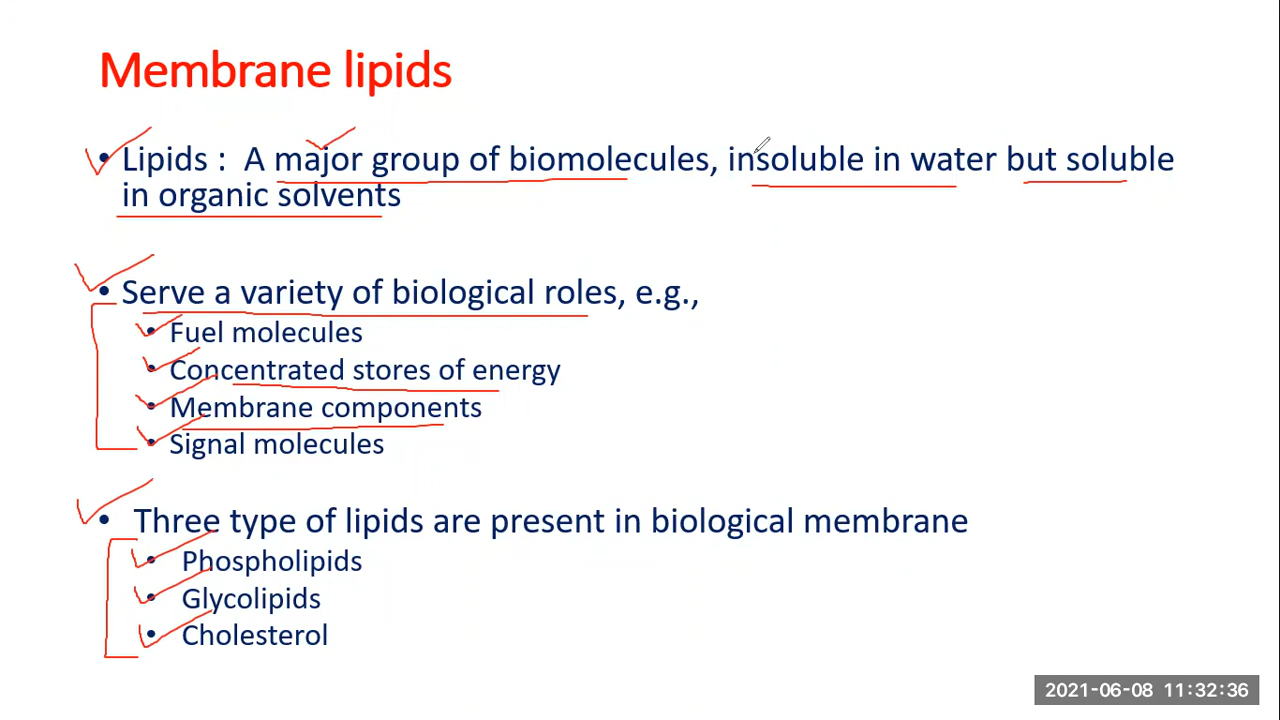 Membrane lipids
• Lipids : A major group of biomolecules, insoluble in water but soluble
in organic solvents
• Serve a variety of biological roles, e.g.,
• Fuel molecules
• Concentrated stores of energy
• Membrane components
• Signal molecules
• Three type of lipids are present in biological membrane
• Phospholipids
• Glycolipids
• Cholesterol
2021-06-08 11:32:36